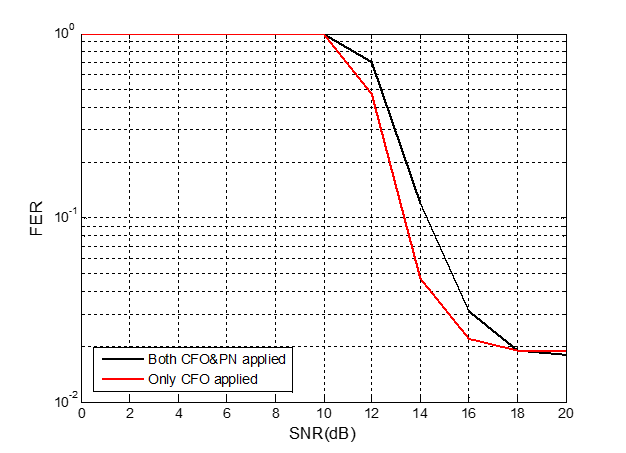 10^0
10^-1
10^-2
FER
Both CFO&PN applied
Only CFO applied
0 2 4 6 8 10 12 14 16 18 20
SNR(dB)